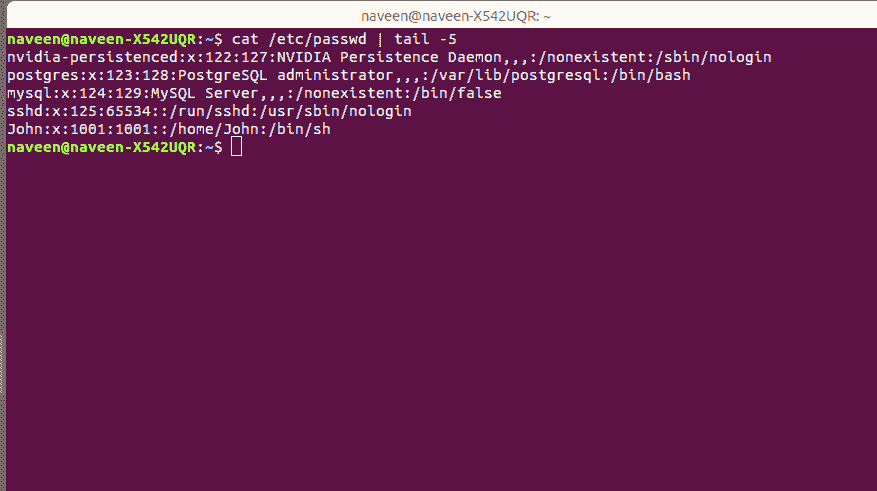 naveen@naveen-X542UQR: ~
naveen@naveen-X542UQR:~$ cat /etc/passwd | tail -5
nvidia-persistenced:x:122:127:NVIDIA Persistence Daemon,,,:/nonexistent:/sbin/nologin
postgres:x:123:128:PostgreSQL administrator,,,:/var/lib/postgresql:/bin/bash
mysql:x:124:129:MySQL Server,,,:/nonexistent:/bin/false
sshd:x:125:65534::/run/sshd:/usr/sbin/nologin
John:x:1001:1001::/home/John:/bin/sh
naveen@naveen-X542UQR:~$